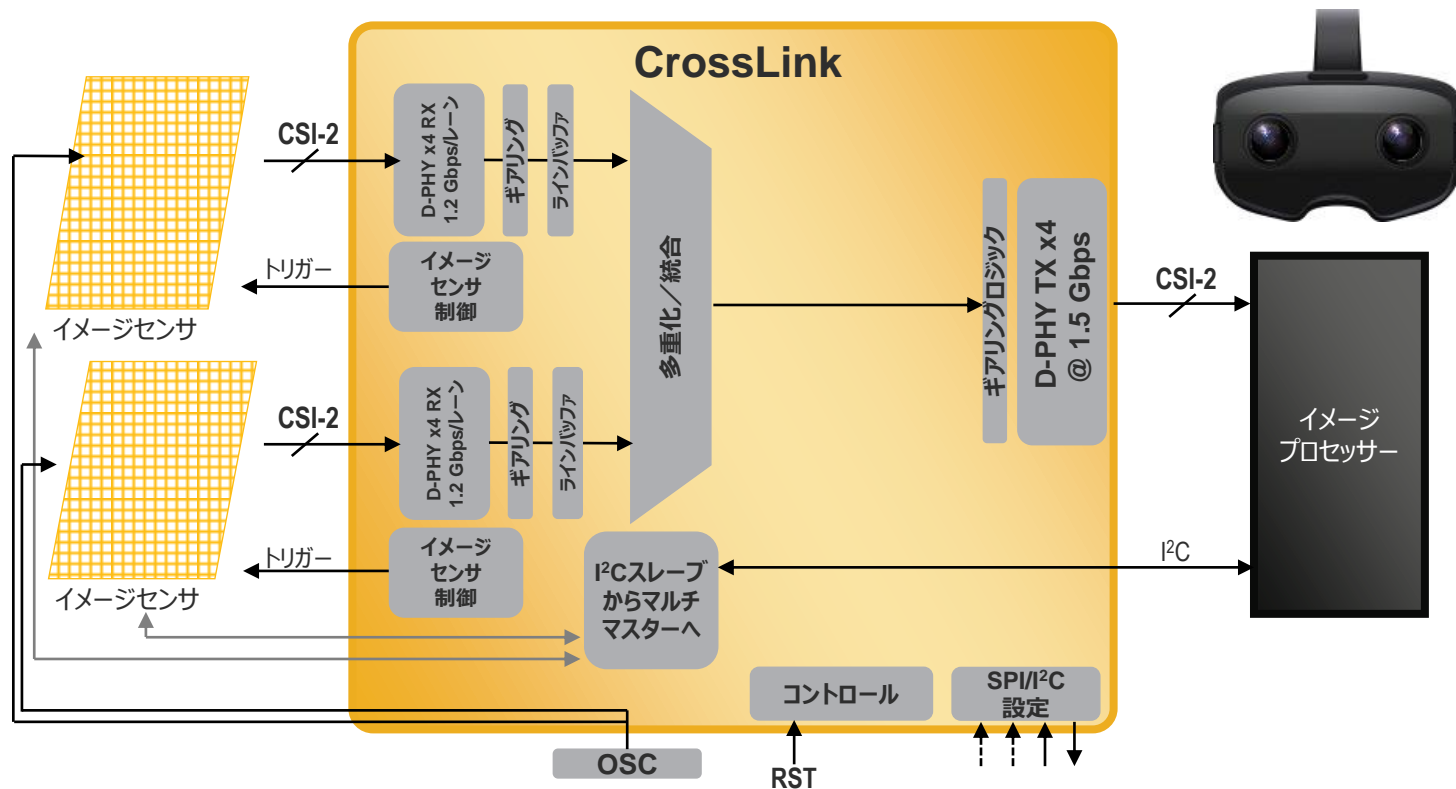 CrossLink
CSI-2
D-PHY x4 RX
1.2 Gbps/レーン
ギアリング
ラインバッファ
トリガー
イメージ
センサ
制御
イメージセンサ
多重化／統合
ギアリングロジック
D-PHY TX x4
@ 1.5 Gbps
CSI-2
イメージ
プロセッサー
CSI-2
D-PHY x4 RX
1.2 Gbps/レーン
ギアリング
ラインバッファ
トリガー
イメージ
センサ
制御
イメージセンサ
I²Cスレーブ
からマルチ
マスターへ
I²C
コントロール
SPI/I²C
設定
OSC
RST